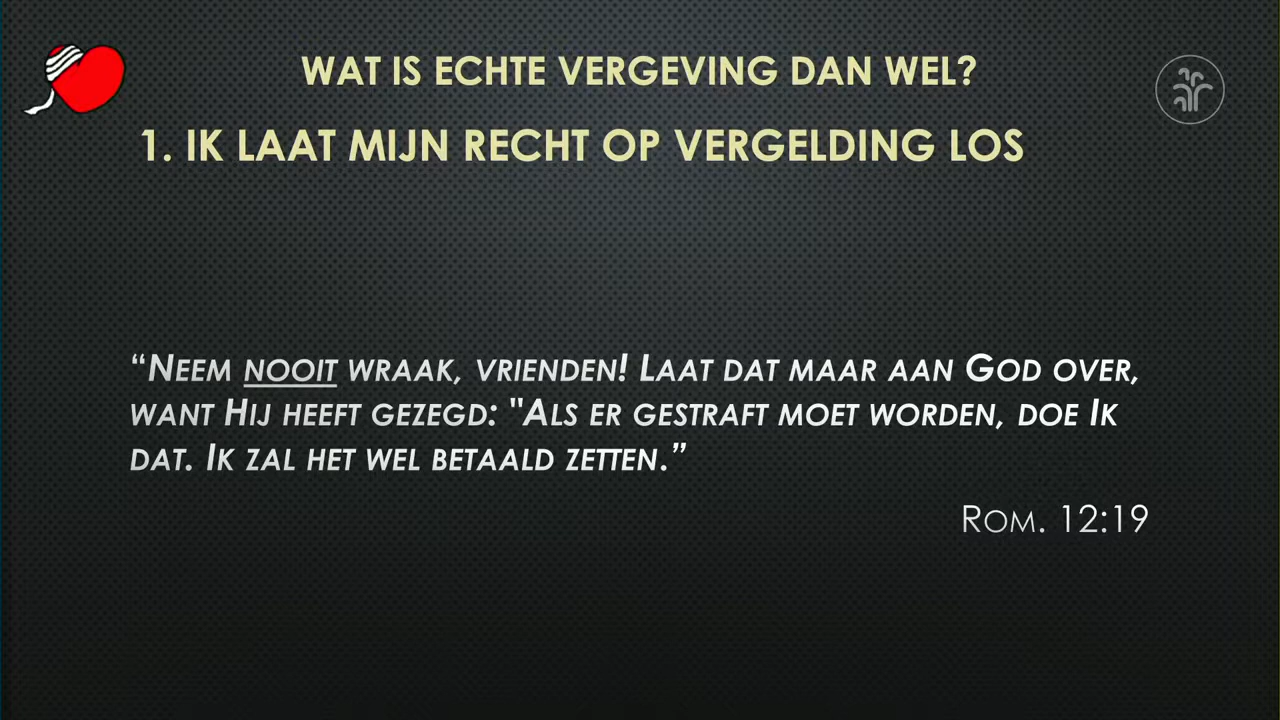 WAT IS ECHTE VERGEVING DAN WEL?
1. IK LAAT MIJN RECHT OP VERGELDING LOS
“NEEM NOOIT WRAAK, VRIENDEN! LAAT DAT MAAR AAN GOD OVER,
WANT HIJ HEEFT GEZEGD: "ALS ER GESTRAFT MOET WORDEN, DOE IK
DAT. IK ZAL HET WEL BETAALD ZETTEN.”
ROM. 12:19